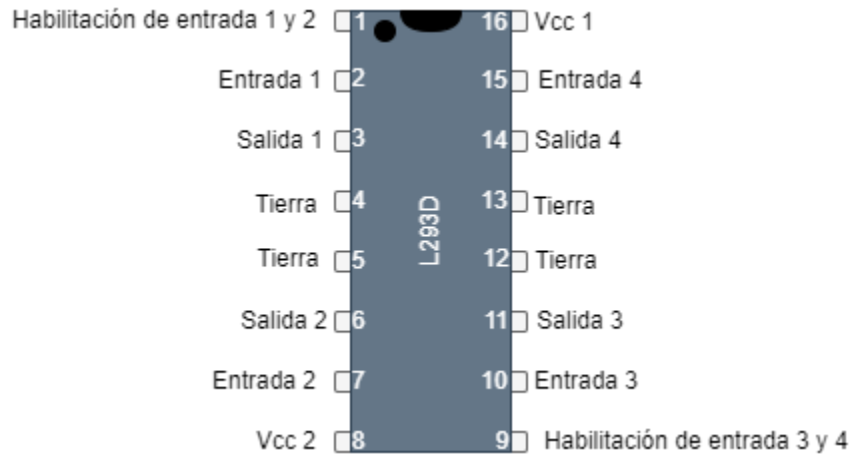 Habilitación de entrada 1 y 2 1 16 Vcc 1
Entrada 1 2 15 Entrada 4
Salida 1 3 14 Salida 4
Tierra 4 13 Tierra
L293D
Tierra 5 12 Tierra
Salida 2 6 11 Salida 3
Entrada 2 7 10 Entrada 3
Vcc 2 8 9 Habilitación de entrada 3 y 4